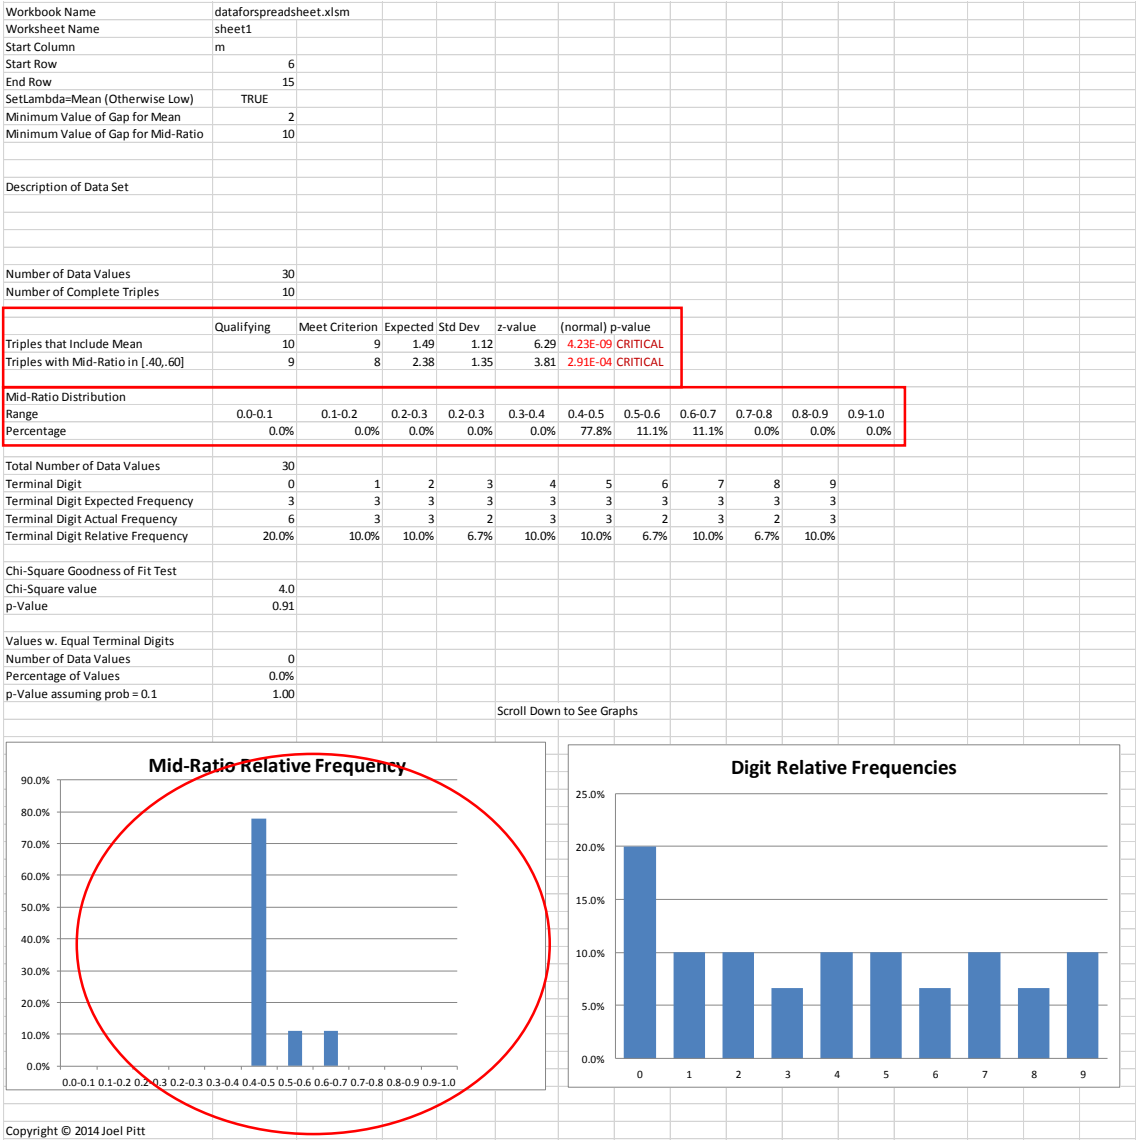 Workbook Name dataforspreadsheet.xlsm
Worksheet Name sheet1
Start Column m
Start Row 6
End Row 15
SetLambda=Mean (Otherwise Low) TRUE
Minimum Value of Gap for Mean 2
Minimum Value of Gap for Mid-Ratio 10
Description of Data Set
Number of Data Values 30
Number of Complete Triples 10
Qualifying Meet Criterion Expected Std Dev z-value (normal) p-value
Triples that Include Mean 10 9 1.49 1.12 6.29 4.23E-09 CRITICAL
Triples with Mid-Ratio in [.40,.60] 9 8 2.38 1.35 3.81 2.91E-04 CRITICAL
Mid-Ratio Distribution
Range 0.0-0.1 0.1-0.2 0.2-0.3 0.2-0.3 0.3-0.4 0.4-0.5 0.5-0.6 0.6-0.7 0.7-0.8 0.8-0.9 0.9-1.0
Percentage 0.0% 0.0% 0.0% 0.0% 0.0% 77.8% 11.1% 11.1% 0.0% 0.0% 0.0%
Total Number of Data Values 30
Terminal Digit 0 1 2 3 4 5 6 7 8 9
Terminal Digit Expected Frequency 3 3 3 3 3 3 3 3 3 3
Terminal Digit Actual Frequency 6 3 3 2 3 3 2 3 2 3
Terminal Digit Relative Frequency 20.0% 10.0% 10.0% 6.7% 10.0% 10.0% 6.7% 10.0% 6.7% 10.0%
Chi-Square Goodness of Fit Test
Chi-Square value 4.0
p-Value 0.91
Values w. Equal Terminal Digits
Number of Data Values 0
Percentage of Values 0.0%
p-Value assuming prob = 0.1 1.00
Scroll Down to See Graphs
Mid-Ratio Relative Frequency
90.0%
80.0%
70.0%
60.0%
50.0%
40.0%
30.0%
20.0%
10.0%
0.0%
0.0-0.1 0.1-0.2 0.2-0.3 0.2-0.3 0.3-0.4 0.4-0.5 0.5-0.6 0.6-0.7 0.7-0.8 0.8-0.9 0.9-1.0
Digit Relative Frequencies
25.0%
20.0%
15.0%
10.0%
5.0%
0.0%
0 1 2 3 4 5 6 7 8 9
Copyright © 2014 Joel Pitt